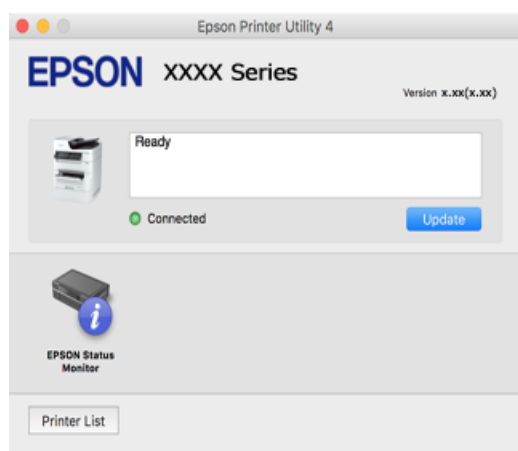 Epson Printer Utility 4
EPSON XXXX Series
Version x.xx(x.xx)
Ready
Connected
Update
EPSON Status
Monitor
Printer List